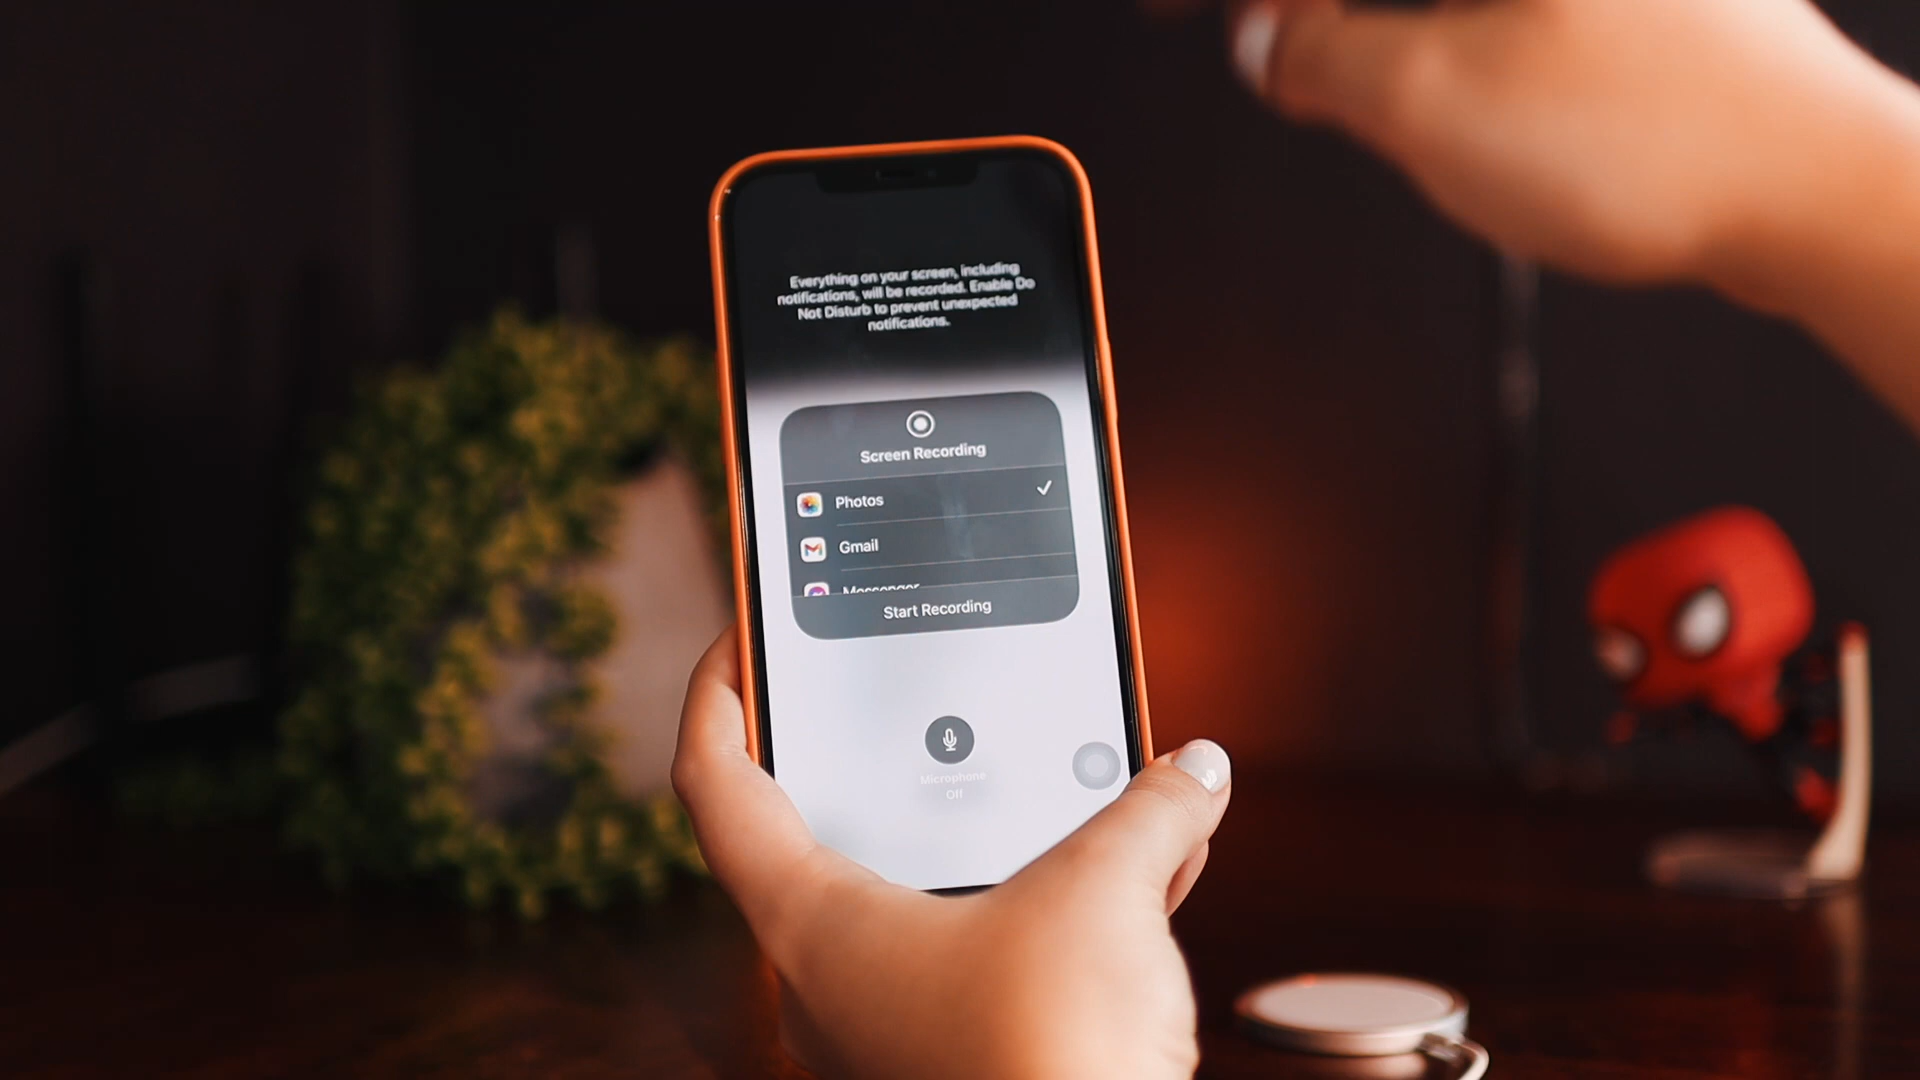 Everything on your screen, including
notifications, will be recorded. Enable Do
Not Disturb to prevent unexpected
notifications.
Screen Recording
Photos
Gmail
Messenger
Start Recording
Microphone
Off